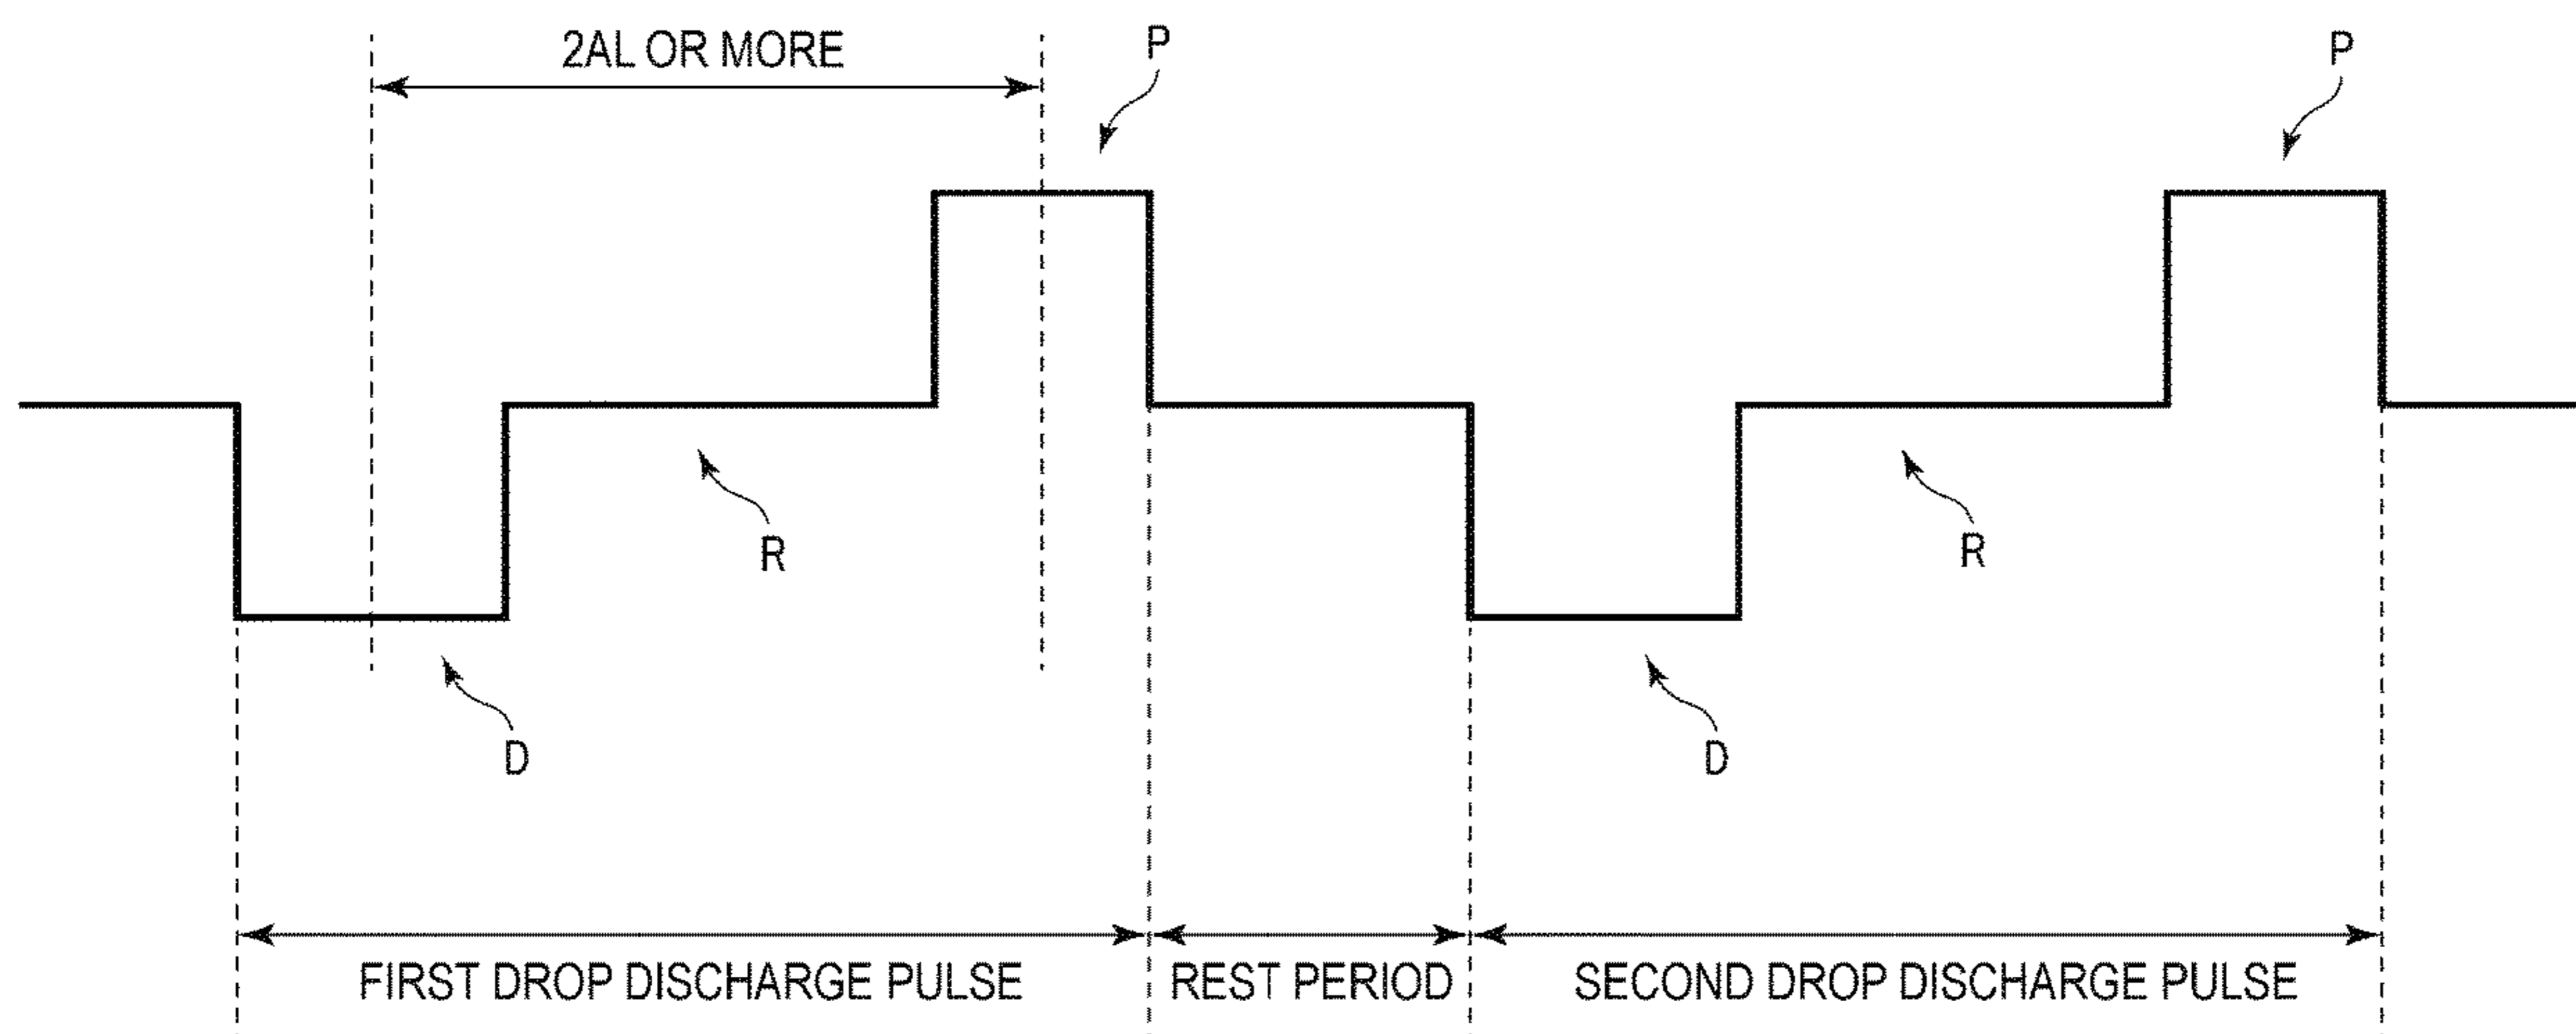 2AL OR MORE
P
P
R
R
D
D
FIRST DROP DISCHARGE PULSE
REST PERIOD
SECOND DROP DISCHARGE PULSE